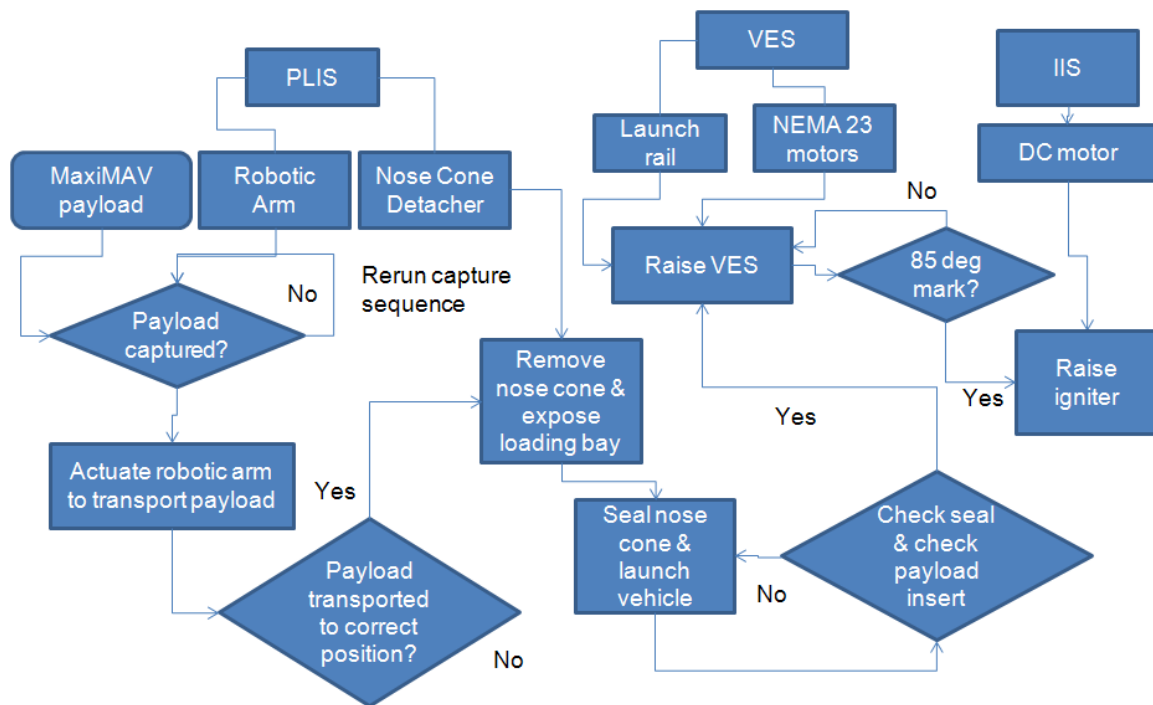 PLIS
VES
IIS
Launch
rail
NEMA 23
motors
DC motor
MaxiMAV
payload
Robotic
Arm
Nose Cone
Detacher
No
Raise VES
85 deg
mark?
Rerun capture
sequence
No
Payload
captured?
Remove
nose cone &
expose
loading bay
Yes
Raise
igniter
Yes
Actuate robotic arm
to transport payload
Yes
Seal nose
cone &
launch
vehicle
Check seal
& check
payload
insert
No
Payload
transported
to correct
position?
No